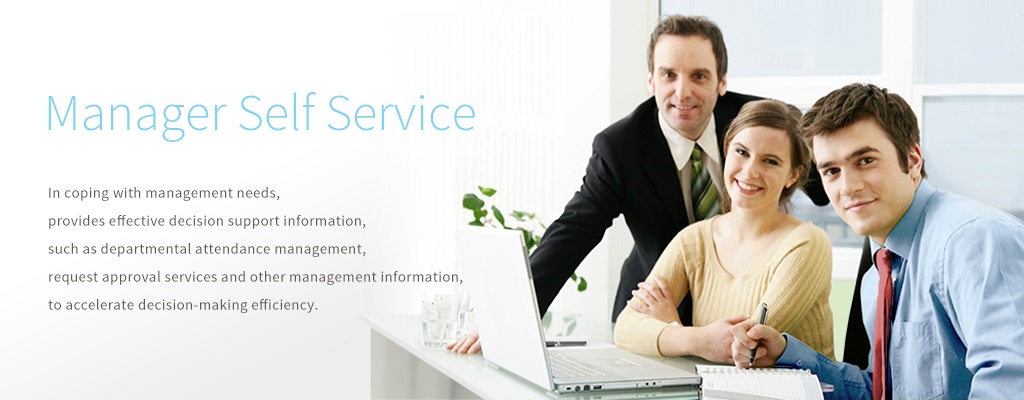 Manager Self Service
In coping with management needs,
provides effective decision support information,
such as departmental attendance management,
request approval services and other management information,
to accelerate decision-making efficiency.